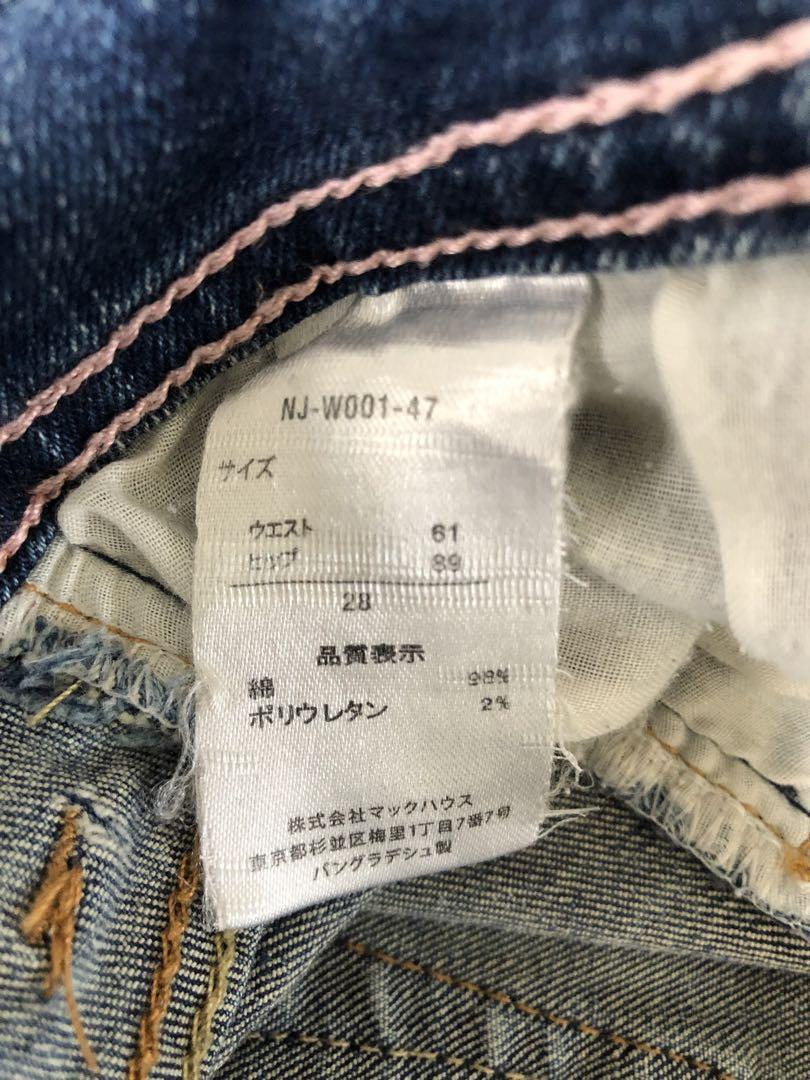 NJ-W001-47
サイズ
ウエスト 61
ヒップ 89
28
品質表示
綿 98%
ポリウレタン 2%
株式会社マックハウス
東京都杉並区梅里1丁目7番7号
バングラデシュ製